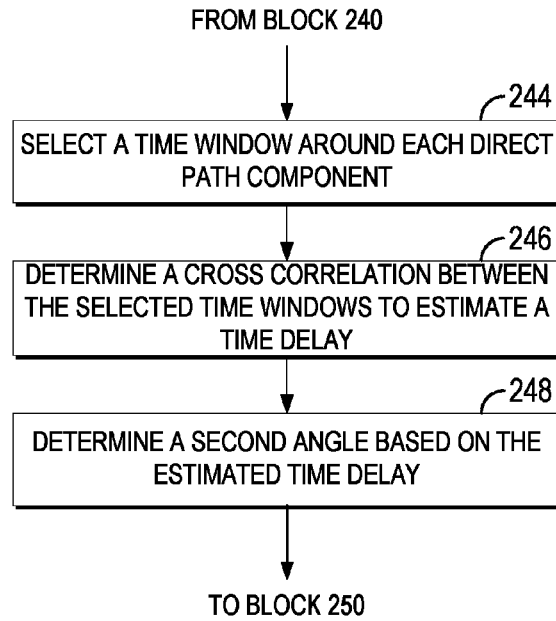 FROM BLOCK 240
244
SELECT A TIME WINDOW AROUND EACH DIRECT
PATH COMPONENT
246
DETERMINE A CROSS CORRELATION BETWEEN
THE SELECTED TIME WINDOWS TO ESTIMATE A
TIME DELAY
248
DETERMINE A SECOND ANGLE BASED ON THE
ESTIMATED TIME DELAY
TO BLOCK 250